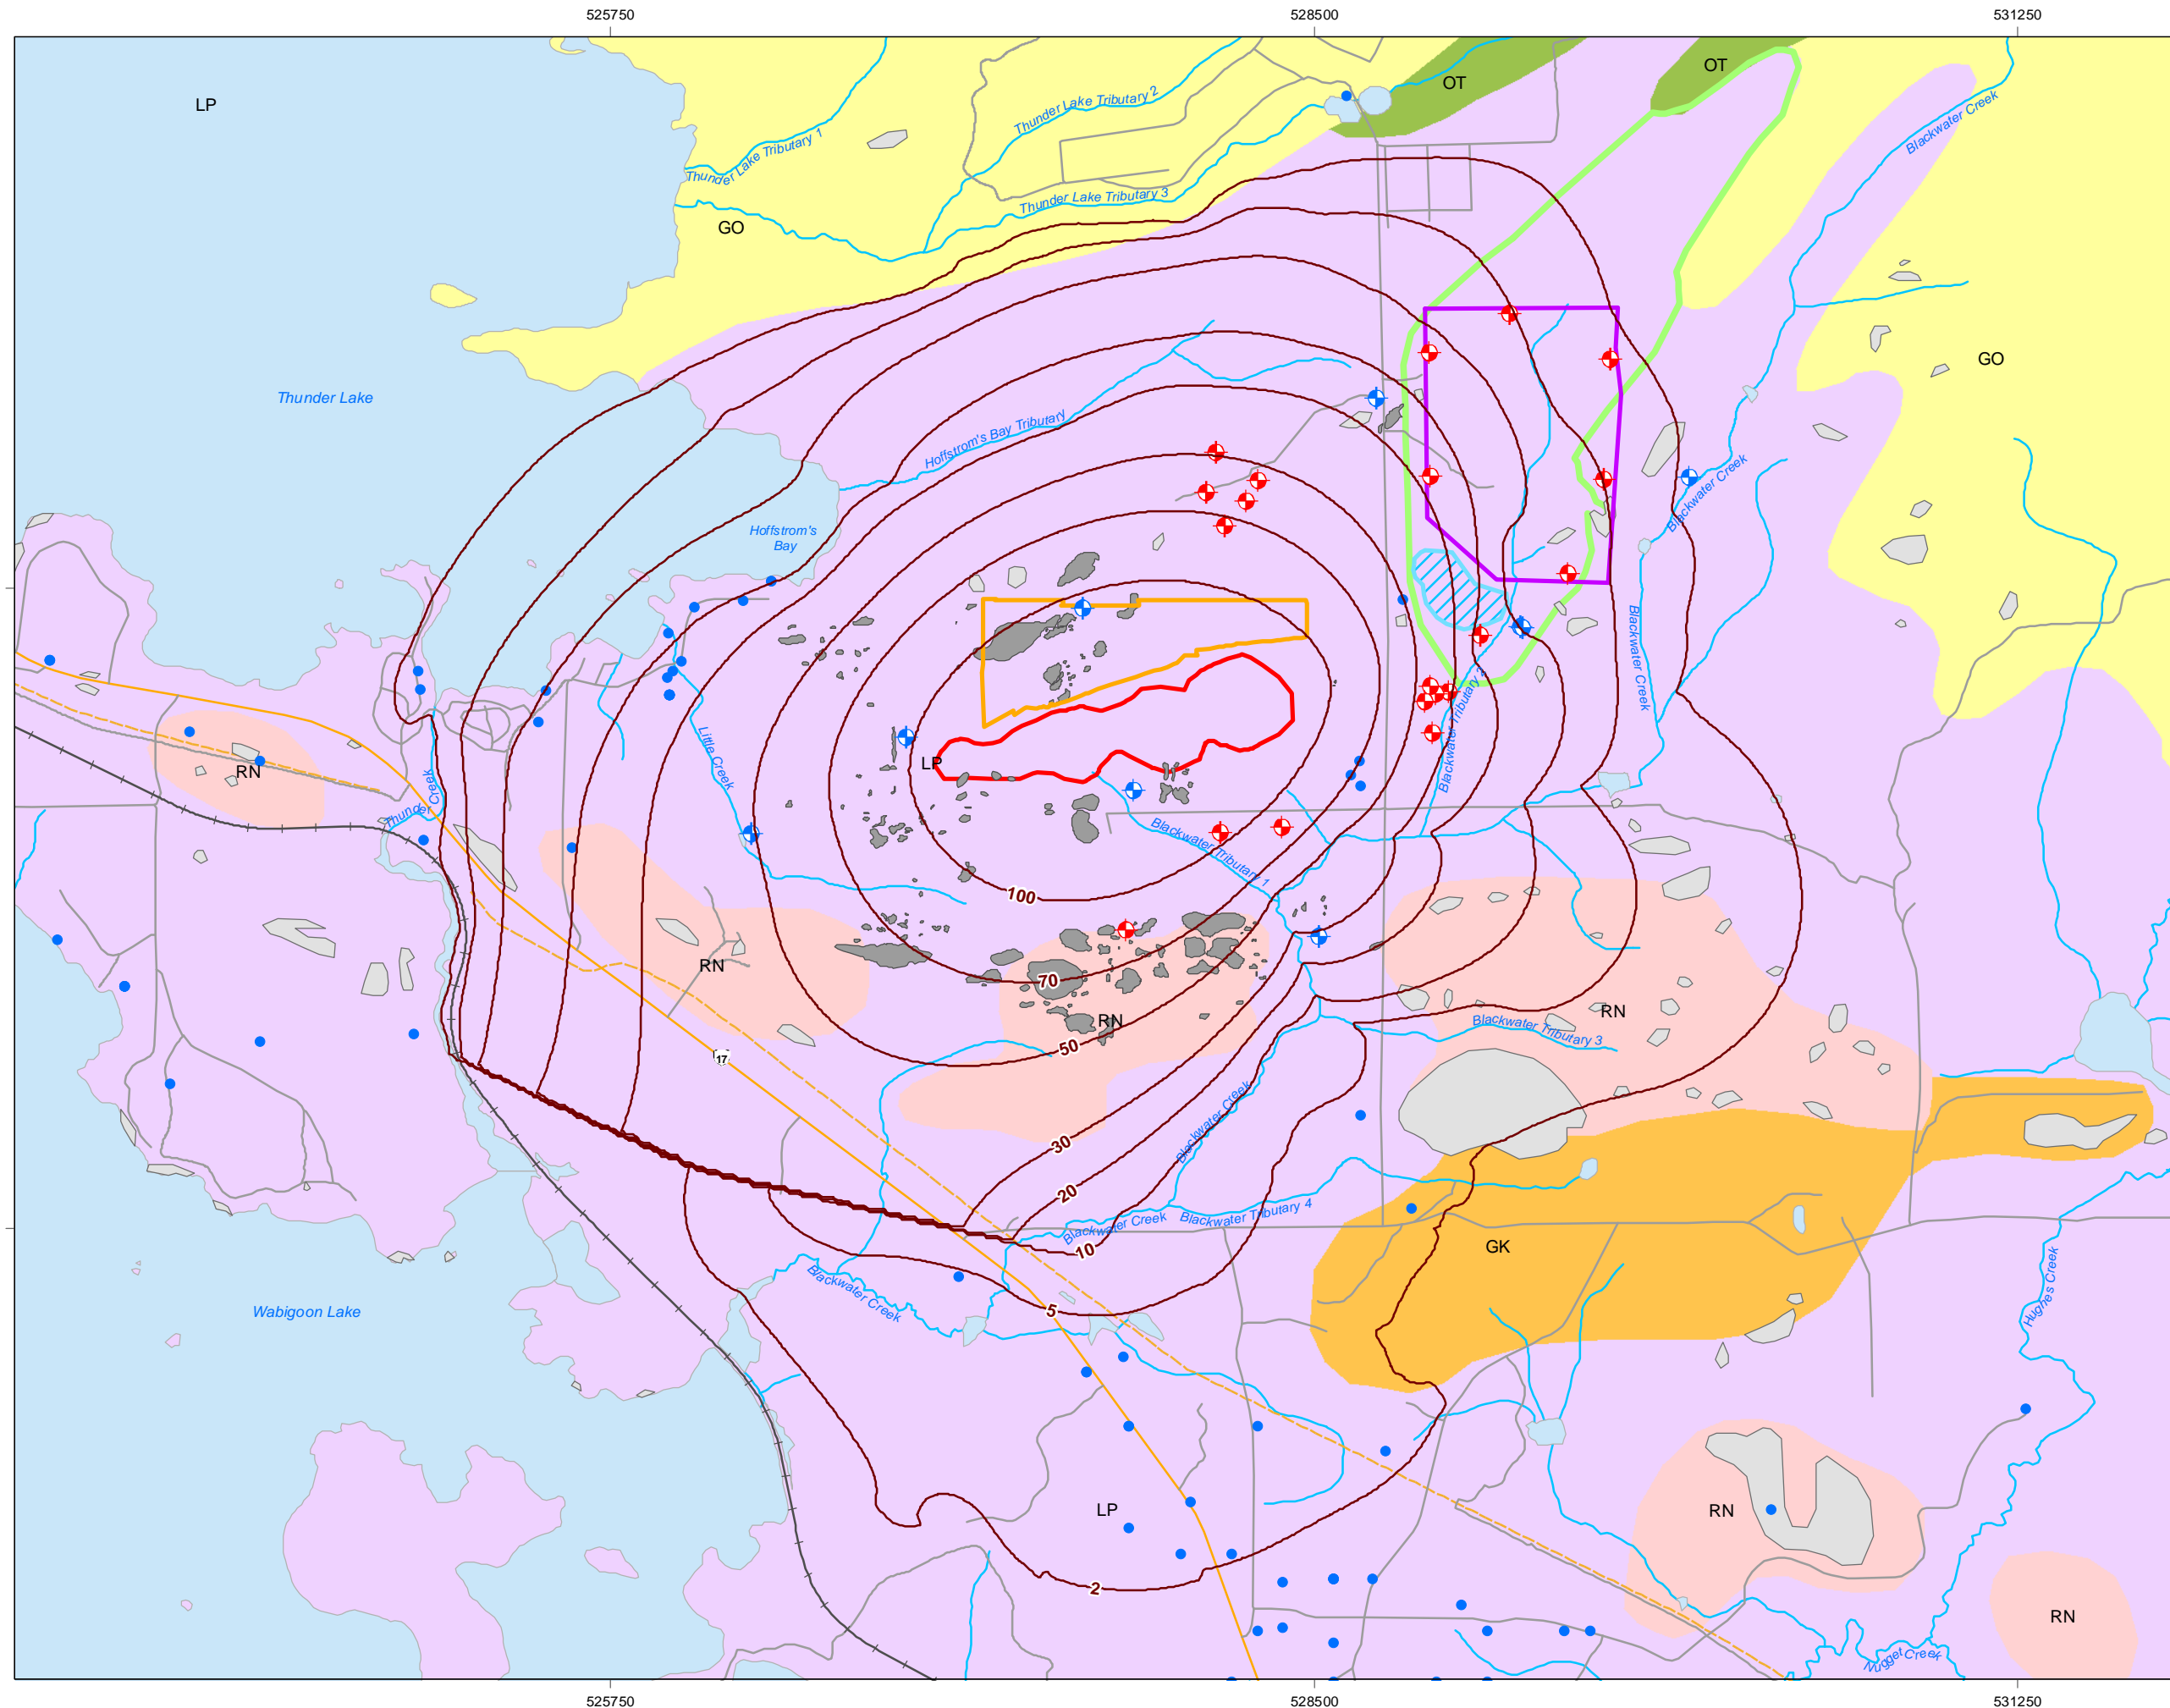 525750
528500
531250
OT
OT
LP
Thunder Lake Tributary 2
Blackwater Creek
Thunder Lake Tributary 1
Thunder Lake Tributary 3
GO
GO
Thunder Lake
Hoffstrom's Bay Tributary
Blackwater Creek
Hoffstrom's
Bay
Blackwater Creek
Blackwater Tributary 2
Little Creek
LP
RN
Thunder Creek
Blackwater Tributary 1
100
RN
70
RN
RN
Blackwater Tributary 3
50
17
Blackwater Creek
30
20
Blackwater Creek
Blackwater Tributary 4
10
GK
Blackwater Creek
Hughes Creek
Wabigoon Lake
5
LP
RN
2
RN
Nugget Creek
525750
528500
531250